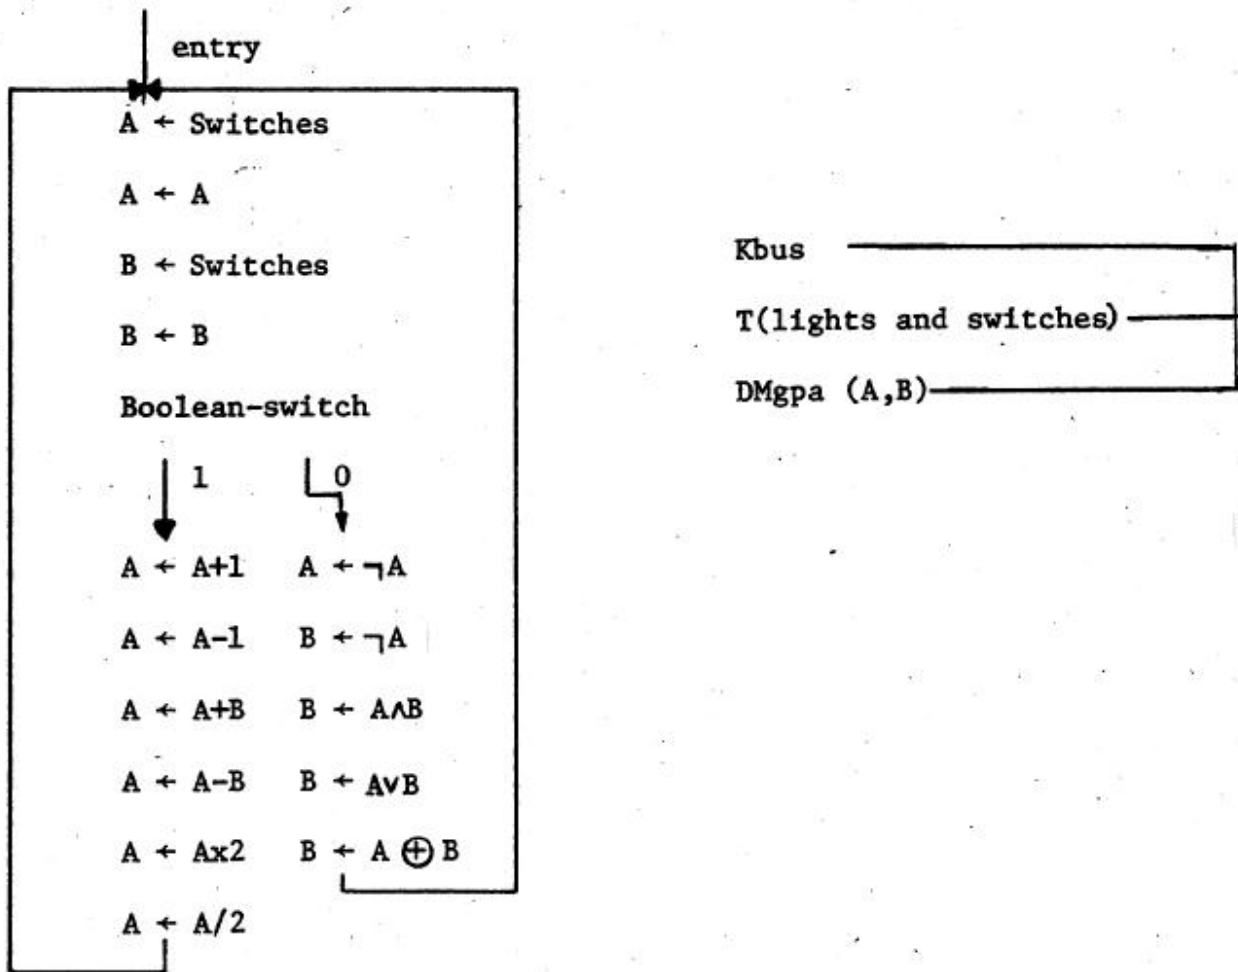 entry
A ← Switches
A ← A
B ← Switches
B ← B
Boolean-switch
1 0
A ← A+1 A ← ¬A
A ← A-1 B ← ¬A
A ← A+B B ← A∧B
A ← A-B B ← A∨B
A ← Ax2 B ← A ⊕ B
A ← A/2
Kbus
T(lights and switches)
DMgpa (A,B)